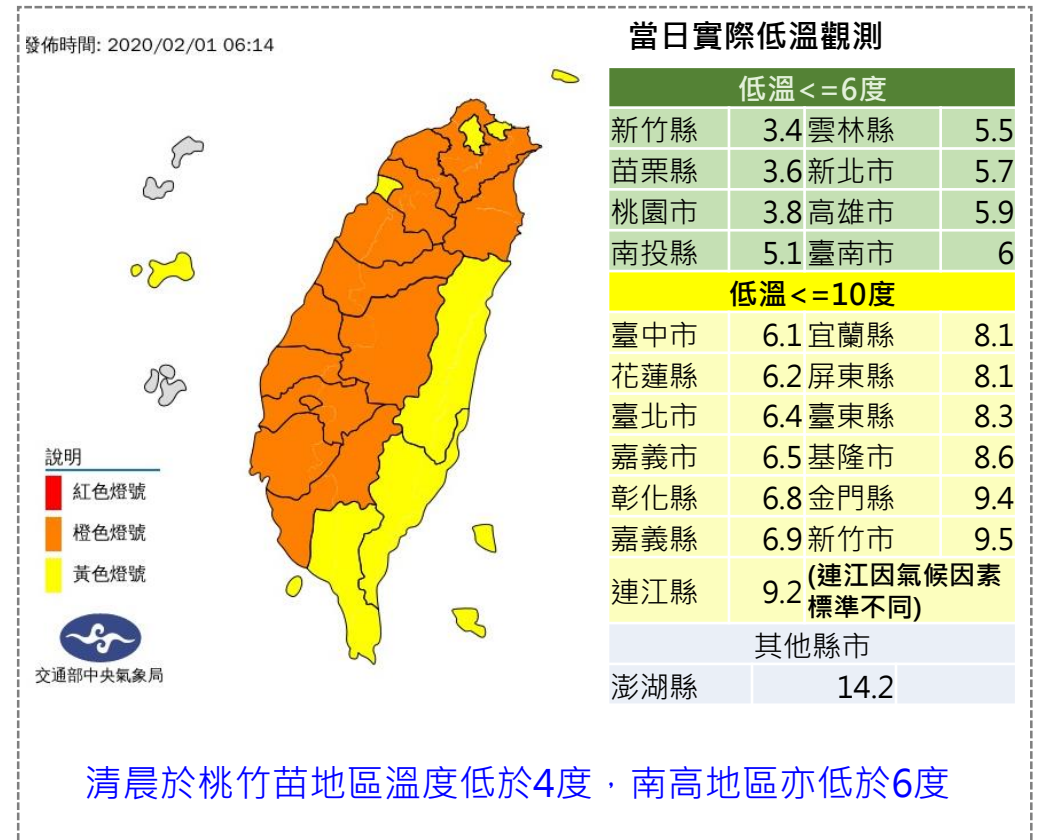 發佈時間: 2020/02/01 06:14
說明
紅色燈號
橙色燈號
黃色燈號
交通部中央氣象局
當日實際低溫觀測
低溫<=6度
新竹縣 3.4 雲林縣 5.5
苗栗縣 3.6 新北市 5.7
桃園市 3.8 高雄市 5.9
南投縣 5.1 臺南市 6
低溫<=10度
臺中市 6.1 宜蘭縣 8.1
花蓮縣 6.2 屏東縣 8.1
臺北市 6.4 臺東縣 8.3
嘉義市 6.5 基隆市 8.6
彰化縣 6.8 金門縣 9.4
嘉義縣 6.9 新竹市 9.5
連江縣 9.2 (連江因氣候因素
標準不同)
其他縣市
澎湖縣 14.2
清晨於桃竹苗地區溫度低於4度，南高地區亦低於6度